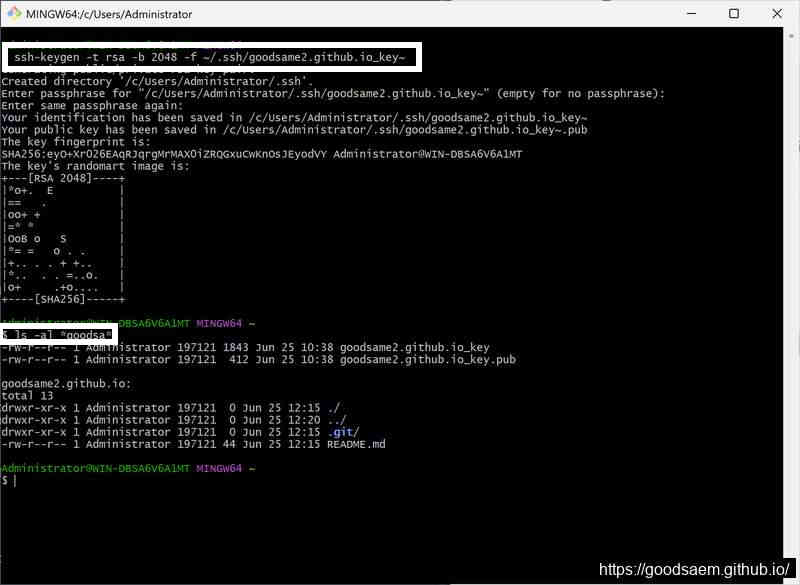 MINGW64:/c/Users/Administrator
ssh-keygen -t rsa -b 2048 -f ~/.ssh/goodsame2.github.io_key~
Created directory '/c/Users/Administrator/.ssh'.
Enter passphrase for "/c/Users/Administrator/.ssh/goodsame2.github.io_key~" (empty for no passphrase):
Enter same passphrase again:
Your identification has been saved in /c/Users/Administrator/.ssh/goodsame2.github.io_key~
Your public key has been saved in /c/Users/Administrator/.ssh/goodsame2.github.io_key~.pub
The key fingerprint is:
SHA256:eyO+XrO26EAqRJqrgMrMAXOiZRQGxuCwKnOsJEyodVY Administrator@WIN-DBSA6V6A1MT
The key's randomart image is:
+---[RSA 2048]----+
|*o+.  E          |
|==   .           |
|oo+ +            |
|=* *             |
|OoB o   S        |
|*= =   o . .     |
|+.. . . + +..    |
|*..  . . =..o.   |
|o+     .+o....   |
+----[SHA256]-----+
Administrator@WIN-DBSA6V6A1MT MINGW64 ~
$ ls -al *goodsa*
-rw-r--r-- 1 Administrator 197121 1843 Jun 25 10:38 goodsame2.github.io_key
-rw-r--r-- 1 Administrator 197121  412 Jun 25 10:38 goodsame2.github.io_key.pub
goodsame2.github.io:
total 13
drwxr-xr-x 1 Administrator 197121  0 Jun 25 12:15 ./
drwxr-xr-x 1 Administrator 197121  0 Jun 25 12:20 ../
drwxr-xr-x 1 Administrator 197121  0 Jun 25 12:15 .git/
-rw-r--r-- 1 Administrator 197121 44 Jun 25 12:15 README.md
Administrator@WIN-DBSA6V6A1MT MINGW64 ~
$
https://goodsaem.github.io/